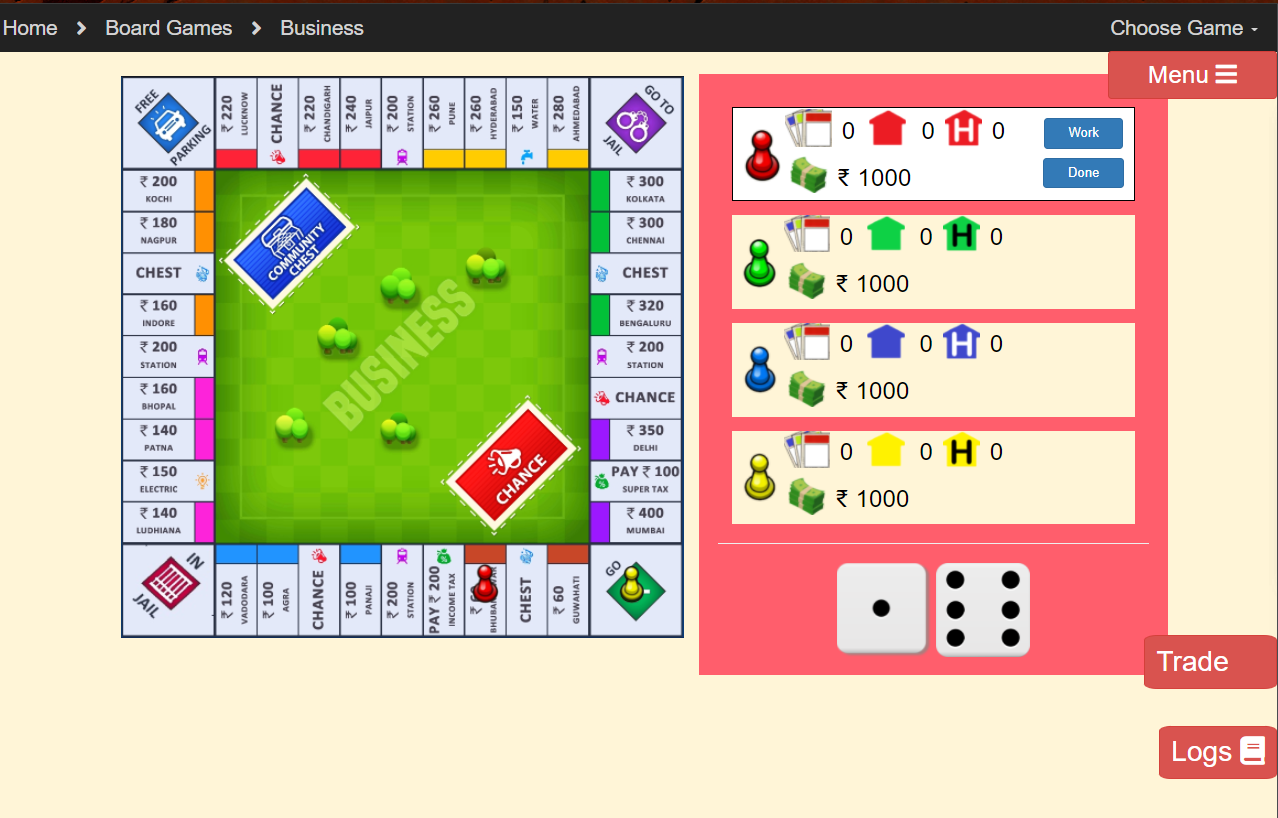 Home Board Games Business Choose Game
Menu
FREE
PARKING
₹ 220
LUCKNOW
CHANCE
₹ 220
CHANDIGARH
₹ 240
JAIPUR
₹ 200
STATION
₹ 260
PUNE
₹ 260
HYDERABAD
₹ 150
WATER
₹ 280
AHMEDABAD
GO TO
JAIL
₹ 200
KOCHI
₹ 180
NAGPUR
CHEST
₹ 160
INDORE
₹ 200
STATION
₹ 160
BHOPAL
₹ 140
PATNA
₹ 150
ELECTRIC
₹ 140
LUDHIANA
COMMUNITY
CHEST
BUSINESS
CHANCE
₹ 300
KOLKATA
₹ 300
CHENNAI
CHEST
₹ 320
BENGALURU
₹ 200
STATION
CHANCE
₹ 350
DELHI
PAY ₹ 100
SUPER TAX
₹ 400
MUMBAI
IN
JAIL
₹ 120
VADODARA
₹ 100
AGRA
CHANCE
₹ 100
PANAJI
₹ 200
STATION
PAY ₹ 200
INCOME TAX
CHEST
₹ 60
GUWAHATI
GO
0 0 H 0 Work
₹ 1000 Done
0 0 H 0
₹ 1000
0 0 H 0
₹ 1000
0 0 H 0
₹ 1000
Trade
Logs